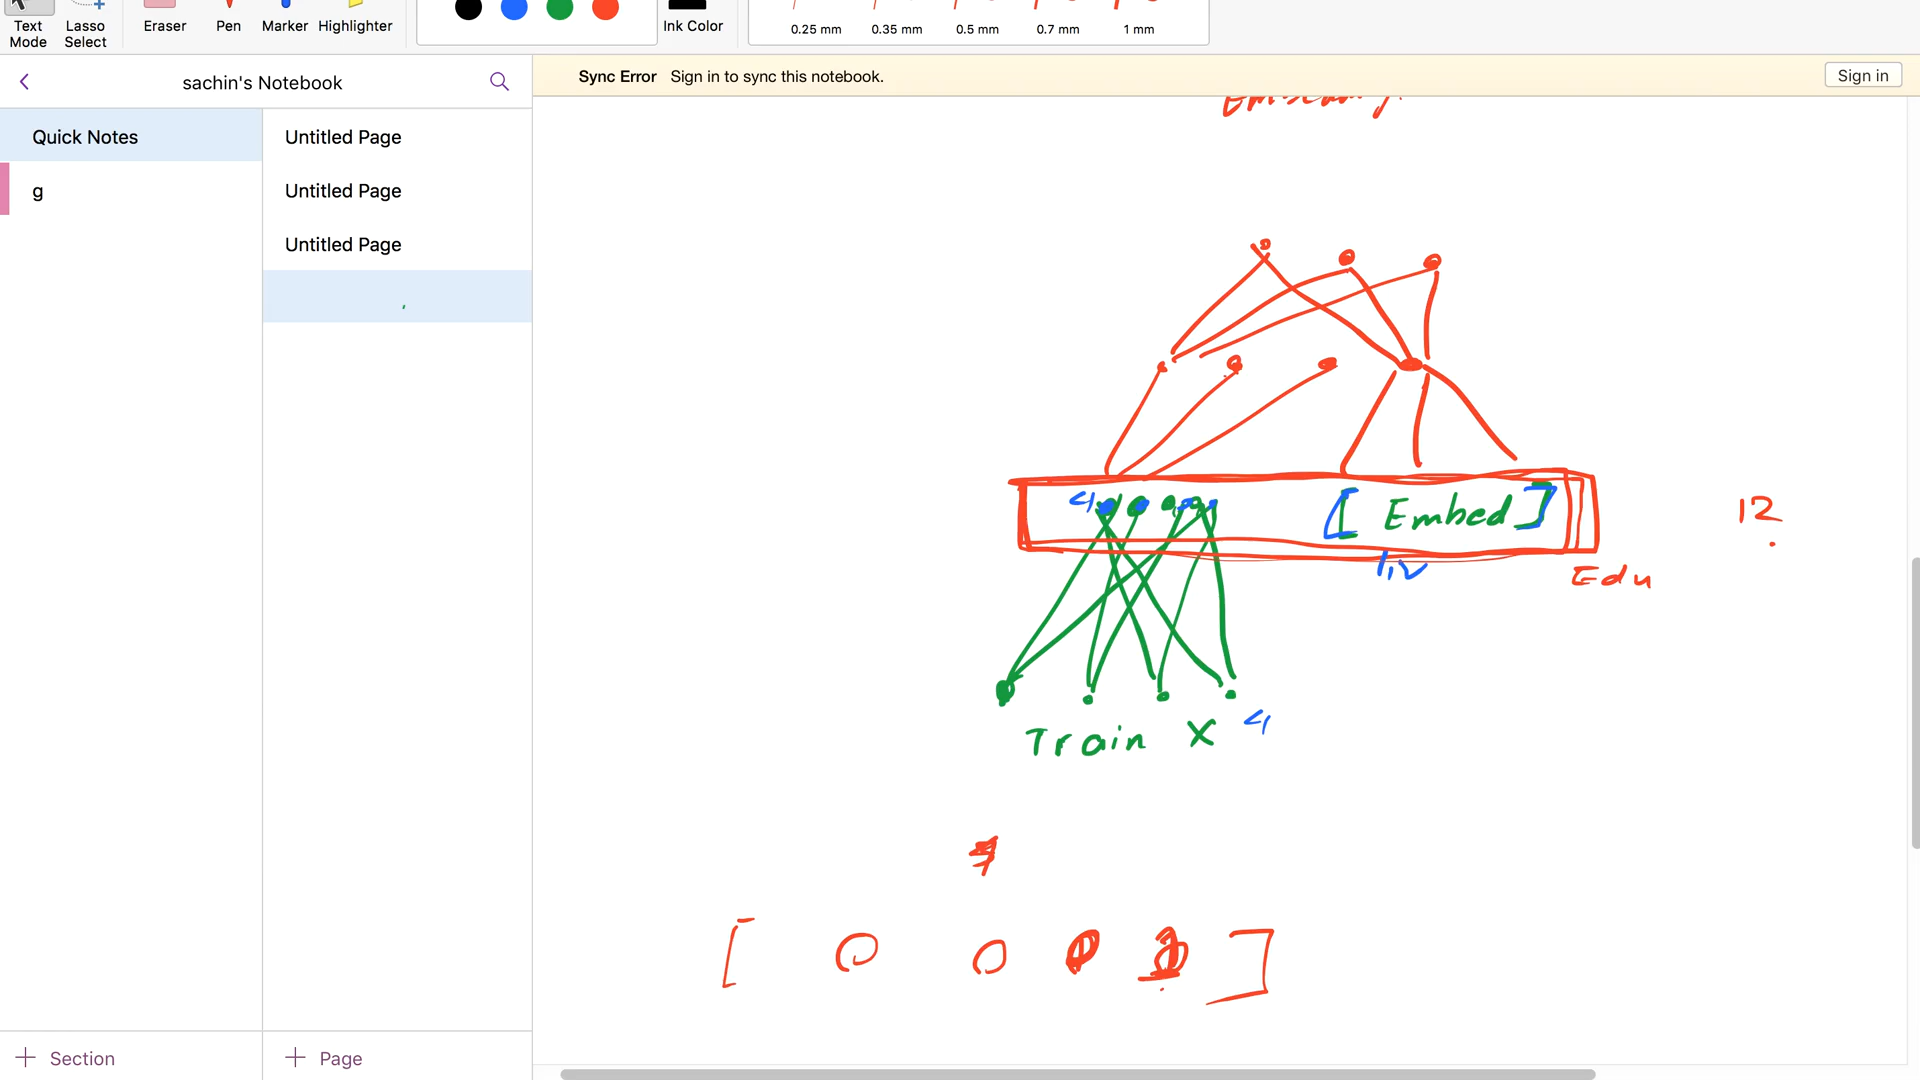 Text Mode
Lasso Select
Eraser
Pen
Marker
Highlighter
Ink Color
0.25 mm
0.35 mm
0.5 mm
0.7 mm
1 mm
sachin's Notebook
Sync Error Sign in to sync this notebook.
Sign in
Quick Notes
g
Untitled Page
Untitled Page
Untitled Page
4
[ Embed ]
12
Edu
Train X 4
[ 0 0
]
+ Section
+ Page